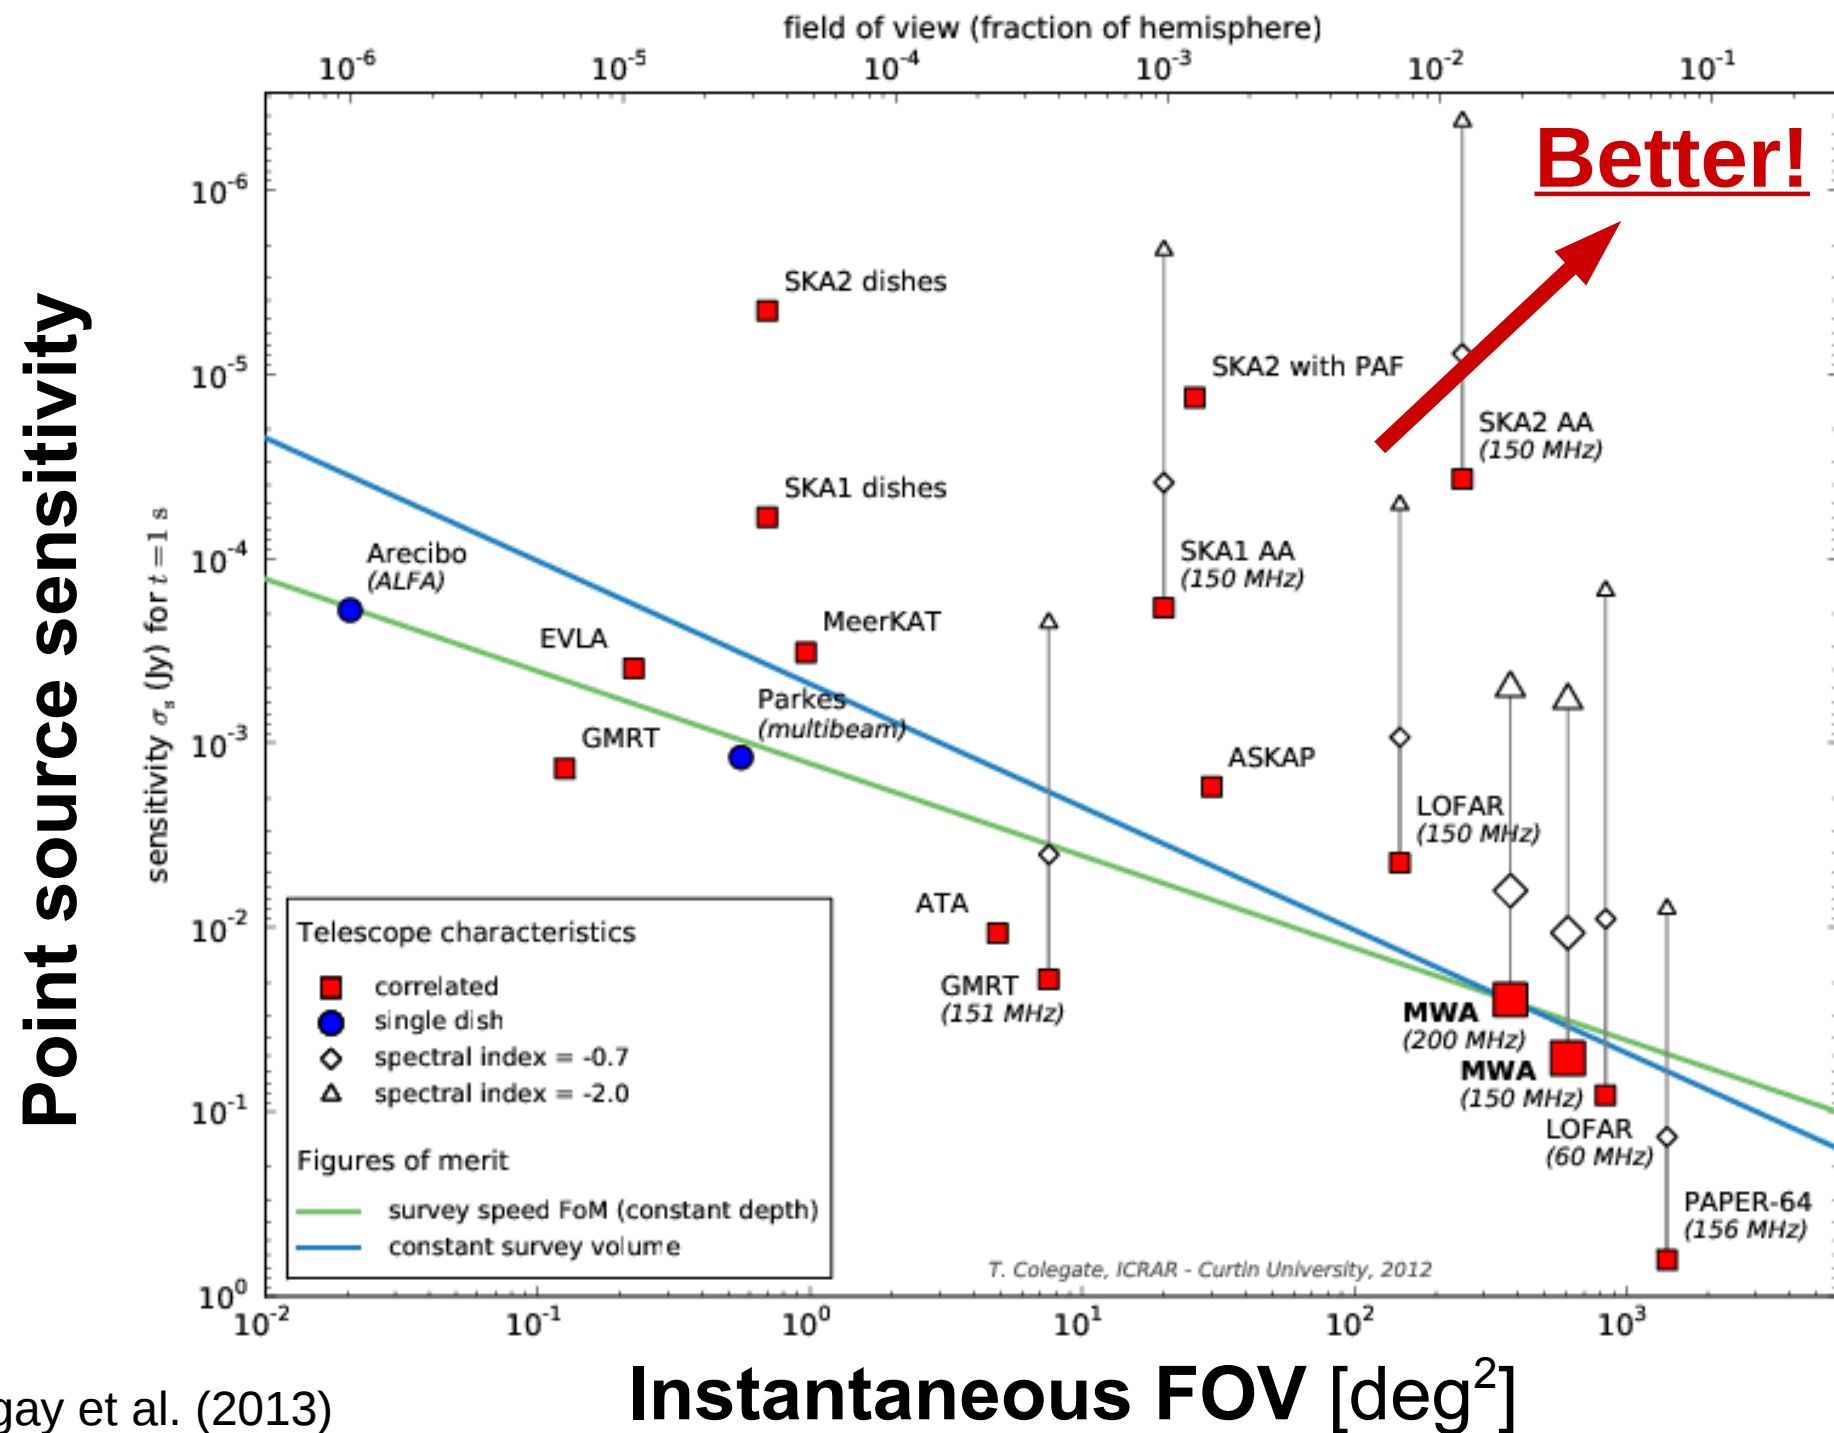 field of view (fraction of hemisphere)
10-6
10-5
10-4
10-3
10-2
10-1
Better!
Point source sensitivity
sensitivity σs (Jy) for t=1 s
10-6
10-5
10-4
10-3
10-2
10-1
100
SKA2 dishes
SKA2 with PAF
SKA2 AA
(150 MHz)
SKA1 dishes
SKA1 AA
(150 MHz)
Arecibo
(ALFA)
EVLA
MeerKAT
Parkes
(multibeam)
GMRT
ASKAP
LOFAR
(150 MHz)
ATA
GMRT
(151 MHz)
MWA
(200 MHz)
MWA
(150 MHz)
LOFAR
(60 MHz)
PAPER-64
(156 MHz)
Telescope characteristics
correlated
single dish
spectral index = -0.7
spectral index = -2.0
Figures of merit
survey speed FoM (constant depth)
constant survey volume
T. Colegate, ICRAR - Curtin University, 2012
10-2
10-1
100
101
102
103
Instantaneous FOV [deg2]
gay et al. (2013)